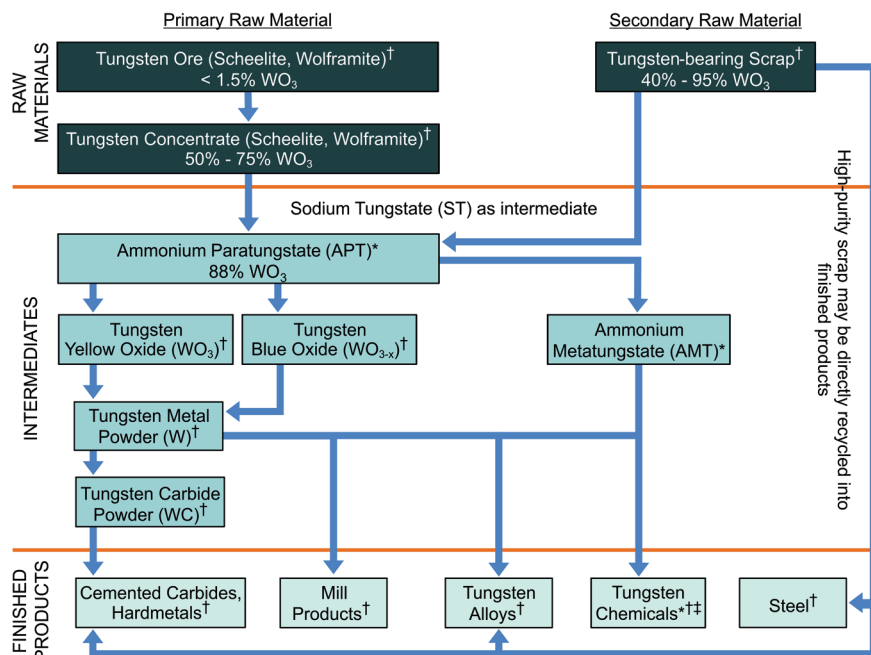 Primary Raw Material
Secondary Raw Material
RAW
MATERIALS
Tungsten Ore (Scheelite, Wolframite)†
< 1.5% WO₃
Tungsten-bearing Scrap†
40% - 95% WO₃
Tungsten Concentrate (Scheelite, Wolframite)†
50% - 75% WO₃
High-purity scrap may be directly recycled into
finished products
Sodium Tungstate (ST) as intermediate
INTERMEDIATES
Ammonium Paratungstate (APT)*
88% WO₃
Tungsten
Yellow Oxide (WO₃)†
Tungsten
Blue Oxide (WO₃₋ₓ)†
Ammonium
Metatungstate (AMT)*
Tungsten Metal
Powder (W)†
Tungsten Carbide
Powder (WC)†
FINISHED
PRODUCTS
Cemented Carbides,
Hardmetals†
Mill
Products†
Tungsten
Alloys†
Tungsten
Chemicals*†‡
Steel†